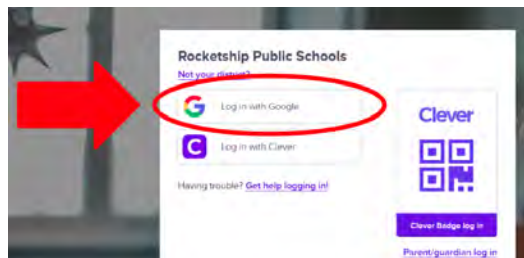 Rocketship Public Schools
Not your district?
Log in with Google
Log in with Clever
Having trouble? Get help logging in!
Clever
Clever Badge log in
Parent/guardian log in